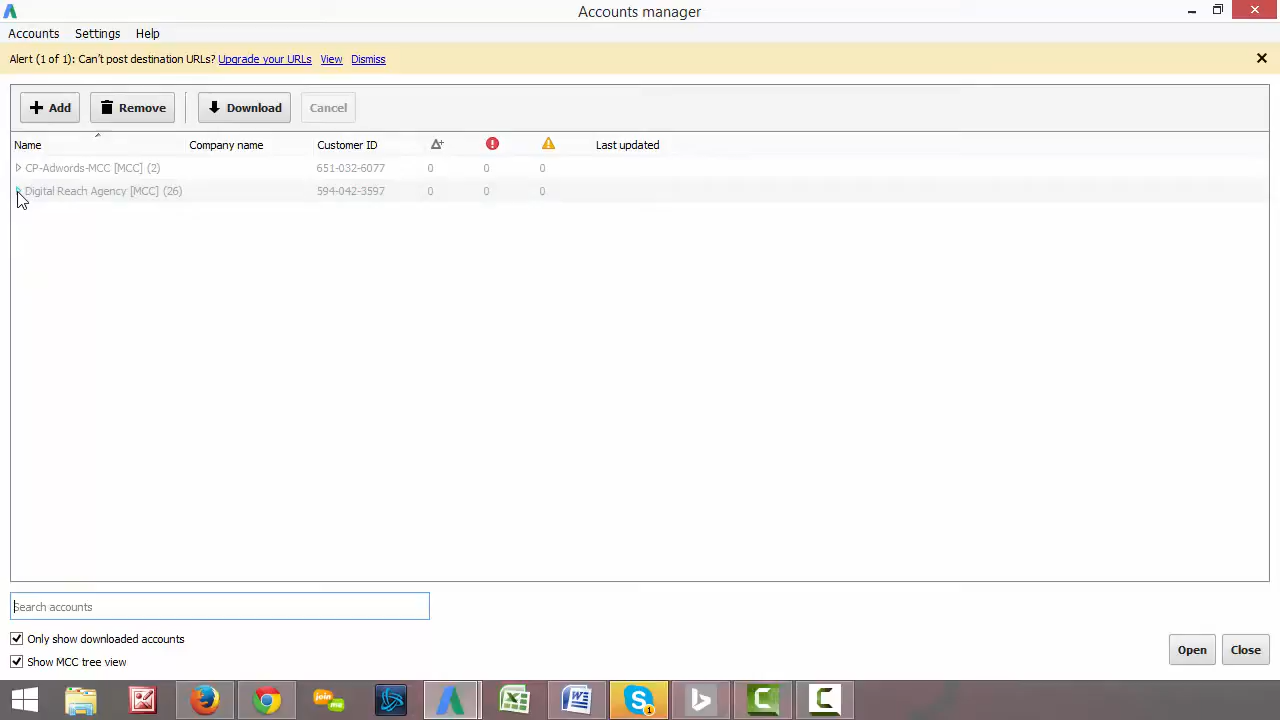 Accounts manager
Accounts Settings Help
Alert (1 of 1): Can't post destination URLs? Upgrade your URLs View Dismiss
Add Remove Download Cancel
Name Company name Customer ID Last updated
CP-Adwords-MCC [MCC] (2) 651-032-6077 0 0 0
Digital Reach Agency [MCC] (26) 594-042-3597 0 0 0
Search accounts
Only show downloaded accounts
Show MCC tree view
Open Close
join me
1